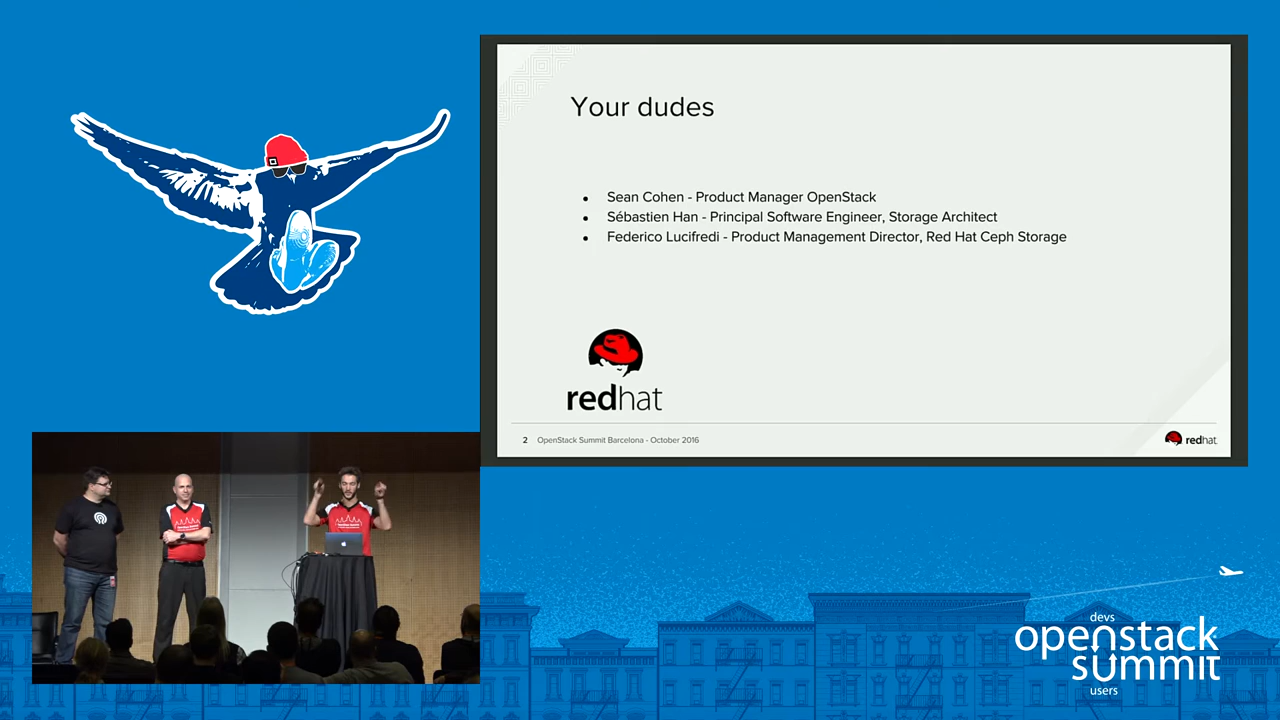 Your dudes
• Sean Cohen - Product Manager OpenStack
• Sébastien Han - Principal Software Engineer, Storage Architect
• Federico Lucifredi - Product Management Director, Red Hat Ceph Storage
redhat
2 OpenStack Summit Barcelona - October 2016
redhat
devs
openstack
summit
users